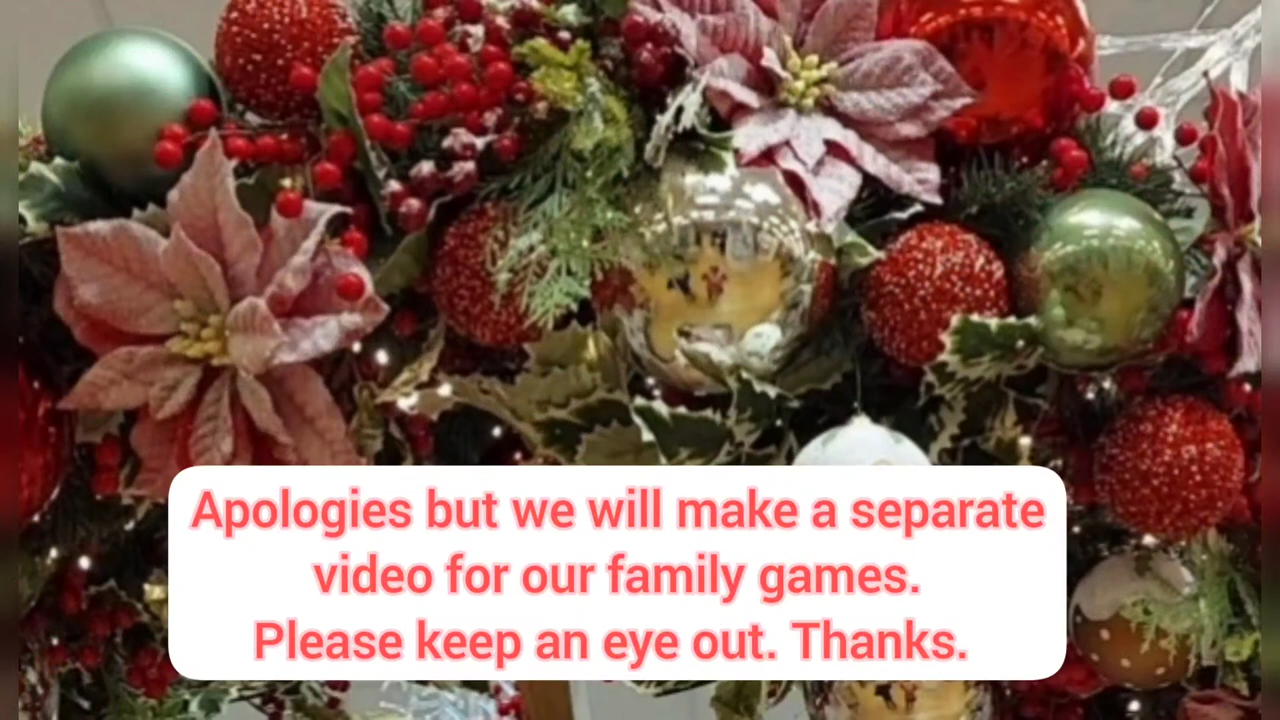 Apologies but we will make a separate
video for our family games.
Please keep an eye out. Thanks.